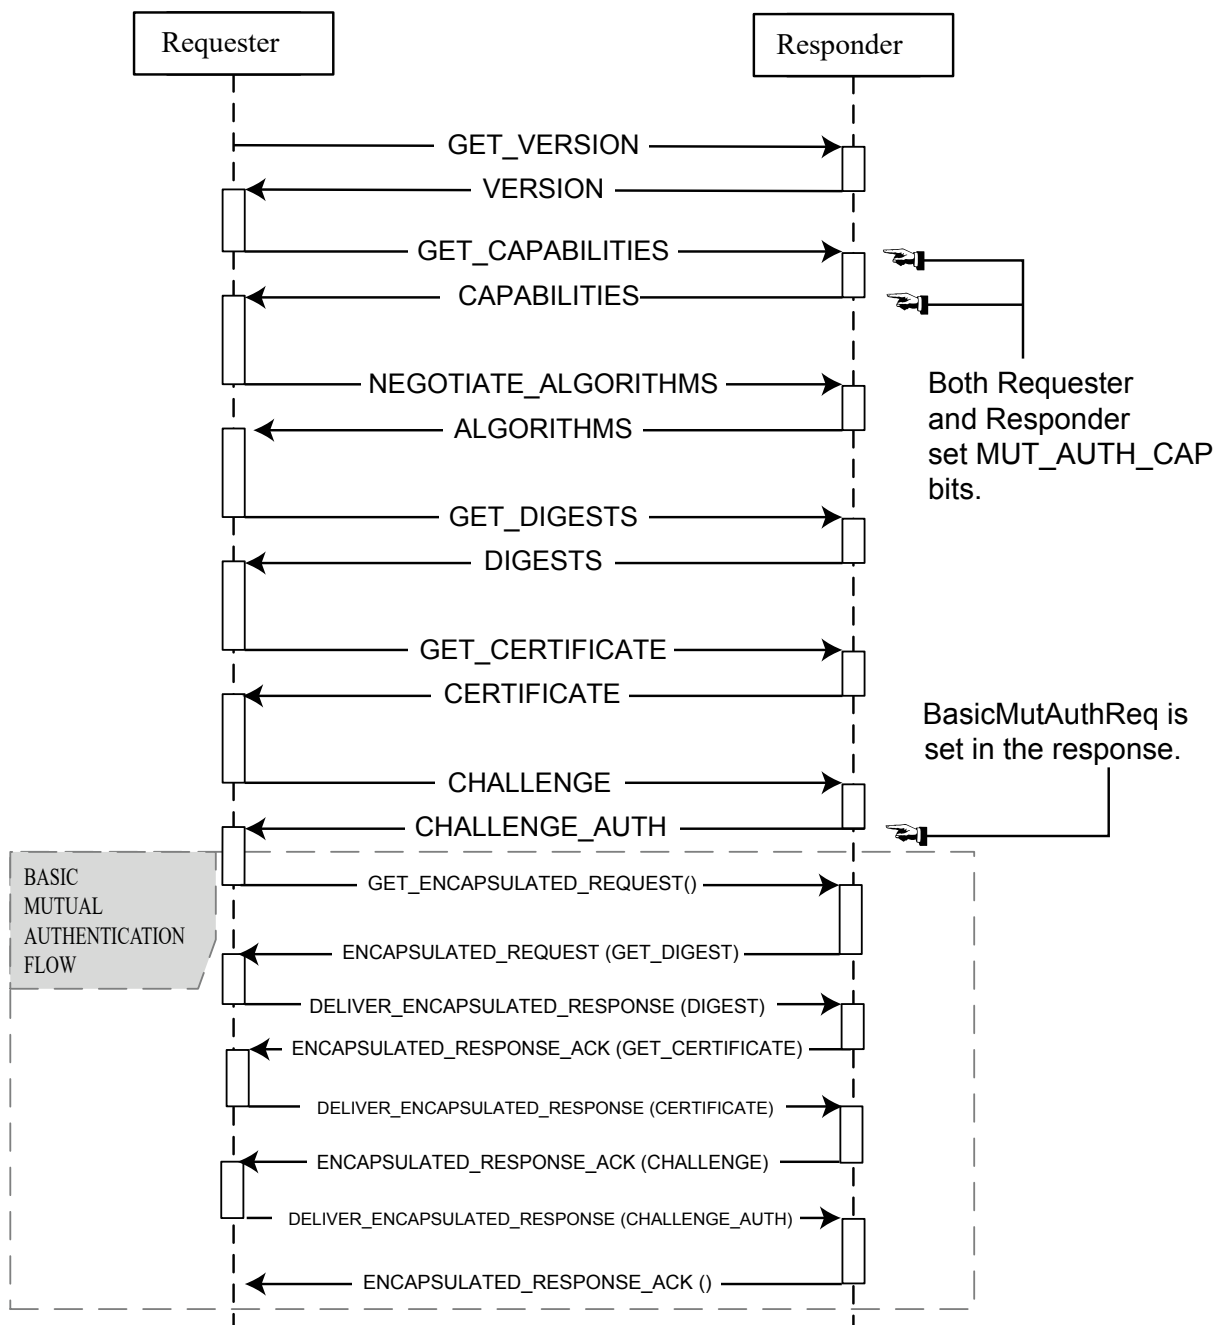 Requester
Responder
GET_VERSION
VERSION
GET_CAPABILITIES
CAPABILITIES
Both Requester
and Responder
set MUT_AUTH_CAP
bits.
NEGOTIATE_ALGORITHMS
ALGORITHMS
GET_DIGESTS
DIGESTS
GET_CERTIFICATE
CERTIFICATE
BasicMutAuthReq is
set in the response.
CHALLENGE
CHALLENGE_AUTH
BASIC
MUTUAL
AUTHENTICATION
FLOW
GET_ENCAPSULATED_REQUEST()
ENCAPSULATED_REQUEST (GET_DIGEST)
DELIVER_ENCAPSULATED_RESPONSE (DIGEST)
ENCAPSULATED_RESPONSE_ACK (GET_CERTIFICATE)
DELIVER_ENCAPSULATED_RESPONSE (CERTIFICATE)
ENCAPSULATED_RESPONSE_ACK (CHALLENGE)
DELIVER_ENCAPSULATED_RESPONSE (CHALLENGE_AUTH)
ENCAPSULATED_RESPONSE_ACK ()